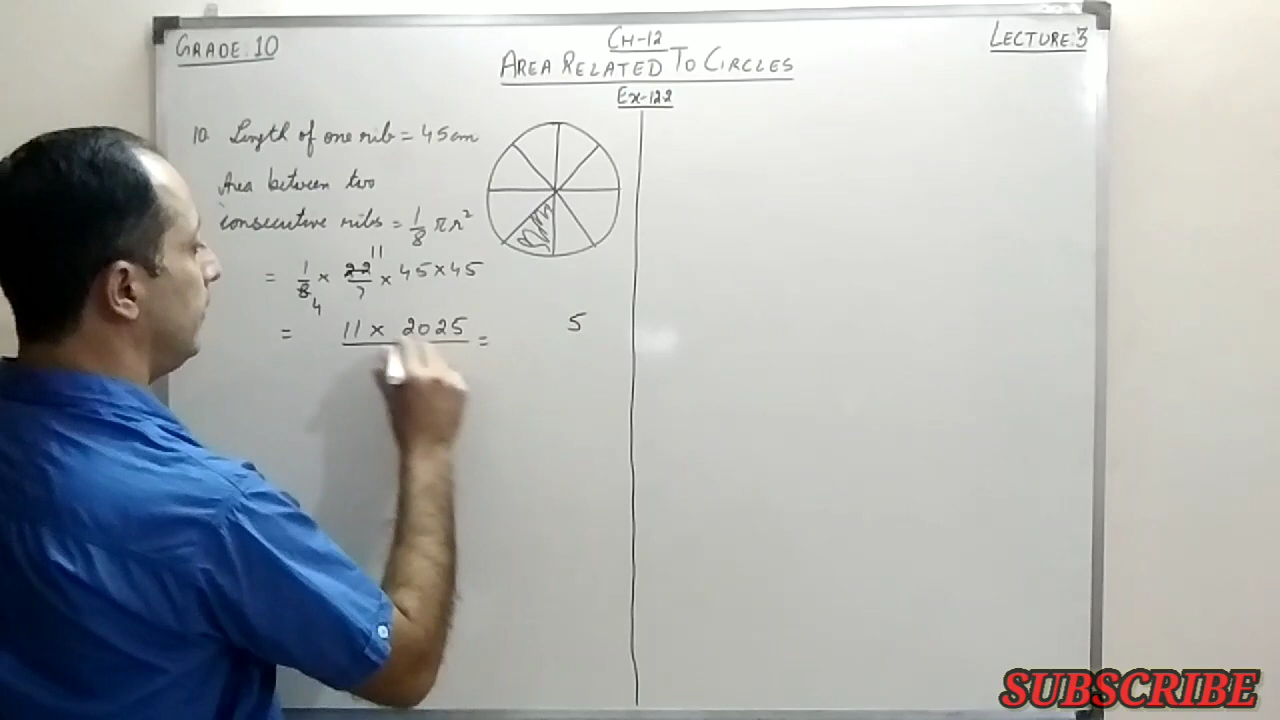 GRADE:10
CH-12
LECTURE:3
AREA RELATED TO CIRCLES
Ex-12.2
10. Length of one rib = 45cm
Area between two
consecutive ribs = 1/8 πr²
= 1/8 4 × 22/7 11 × 45×45
= 11 × 2025 = 5
SUBSCRIBE